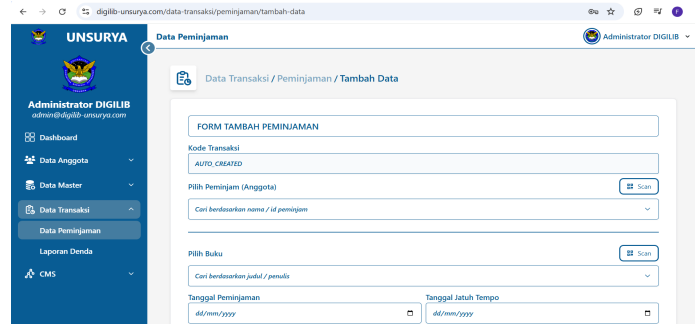 digilib-unsurya.com/data-transaksi/peminjaman/tambah-data
F
UNSURYA
Data Peminjaman
Administrator DIGILIB
Data Transaksi / Peminjaman / Tambah Data
Administrator DIGILIB
admin@digilib-unsurya.com
Dashboard
Data Anggota
Data Master
Data Transaksi
Data Peminjaman
Laporan Denda
CMS
FORM TAMBAH PEMINJAMAN
Kode Transaksi
AUTO_CREATED
Pilih Peminjam (Anggota)
Scan
Cari berdasarkan nama / id peminjam
Pilih Buku
Scan
Cari berdasarkan judul / penulis
Tanggal Peminjaman
Tanggal Jatuh Tempo
dd/mm/yyyy
dd/mm/yyyy